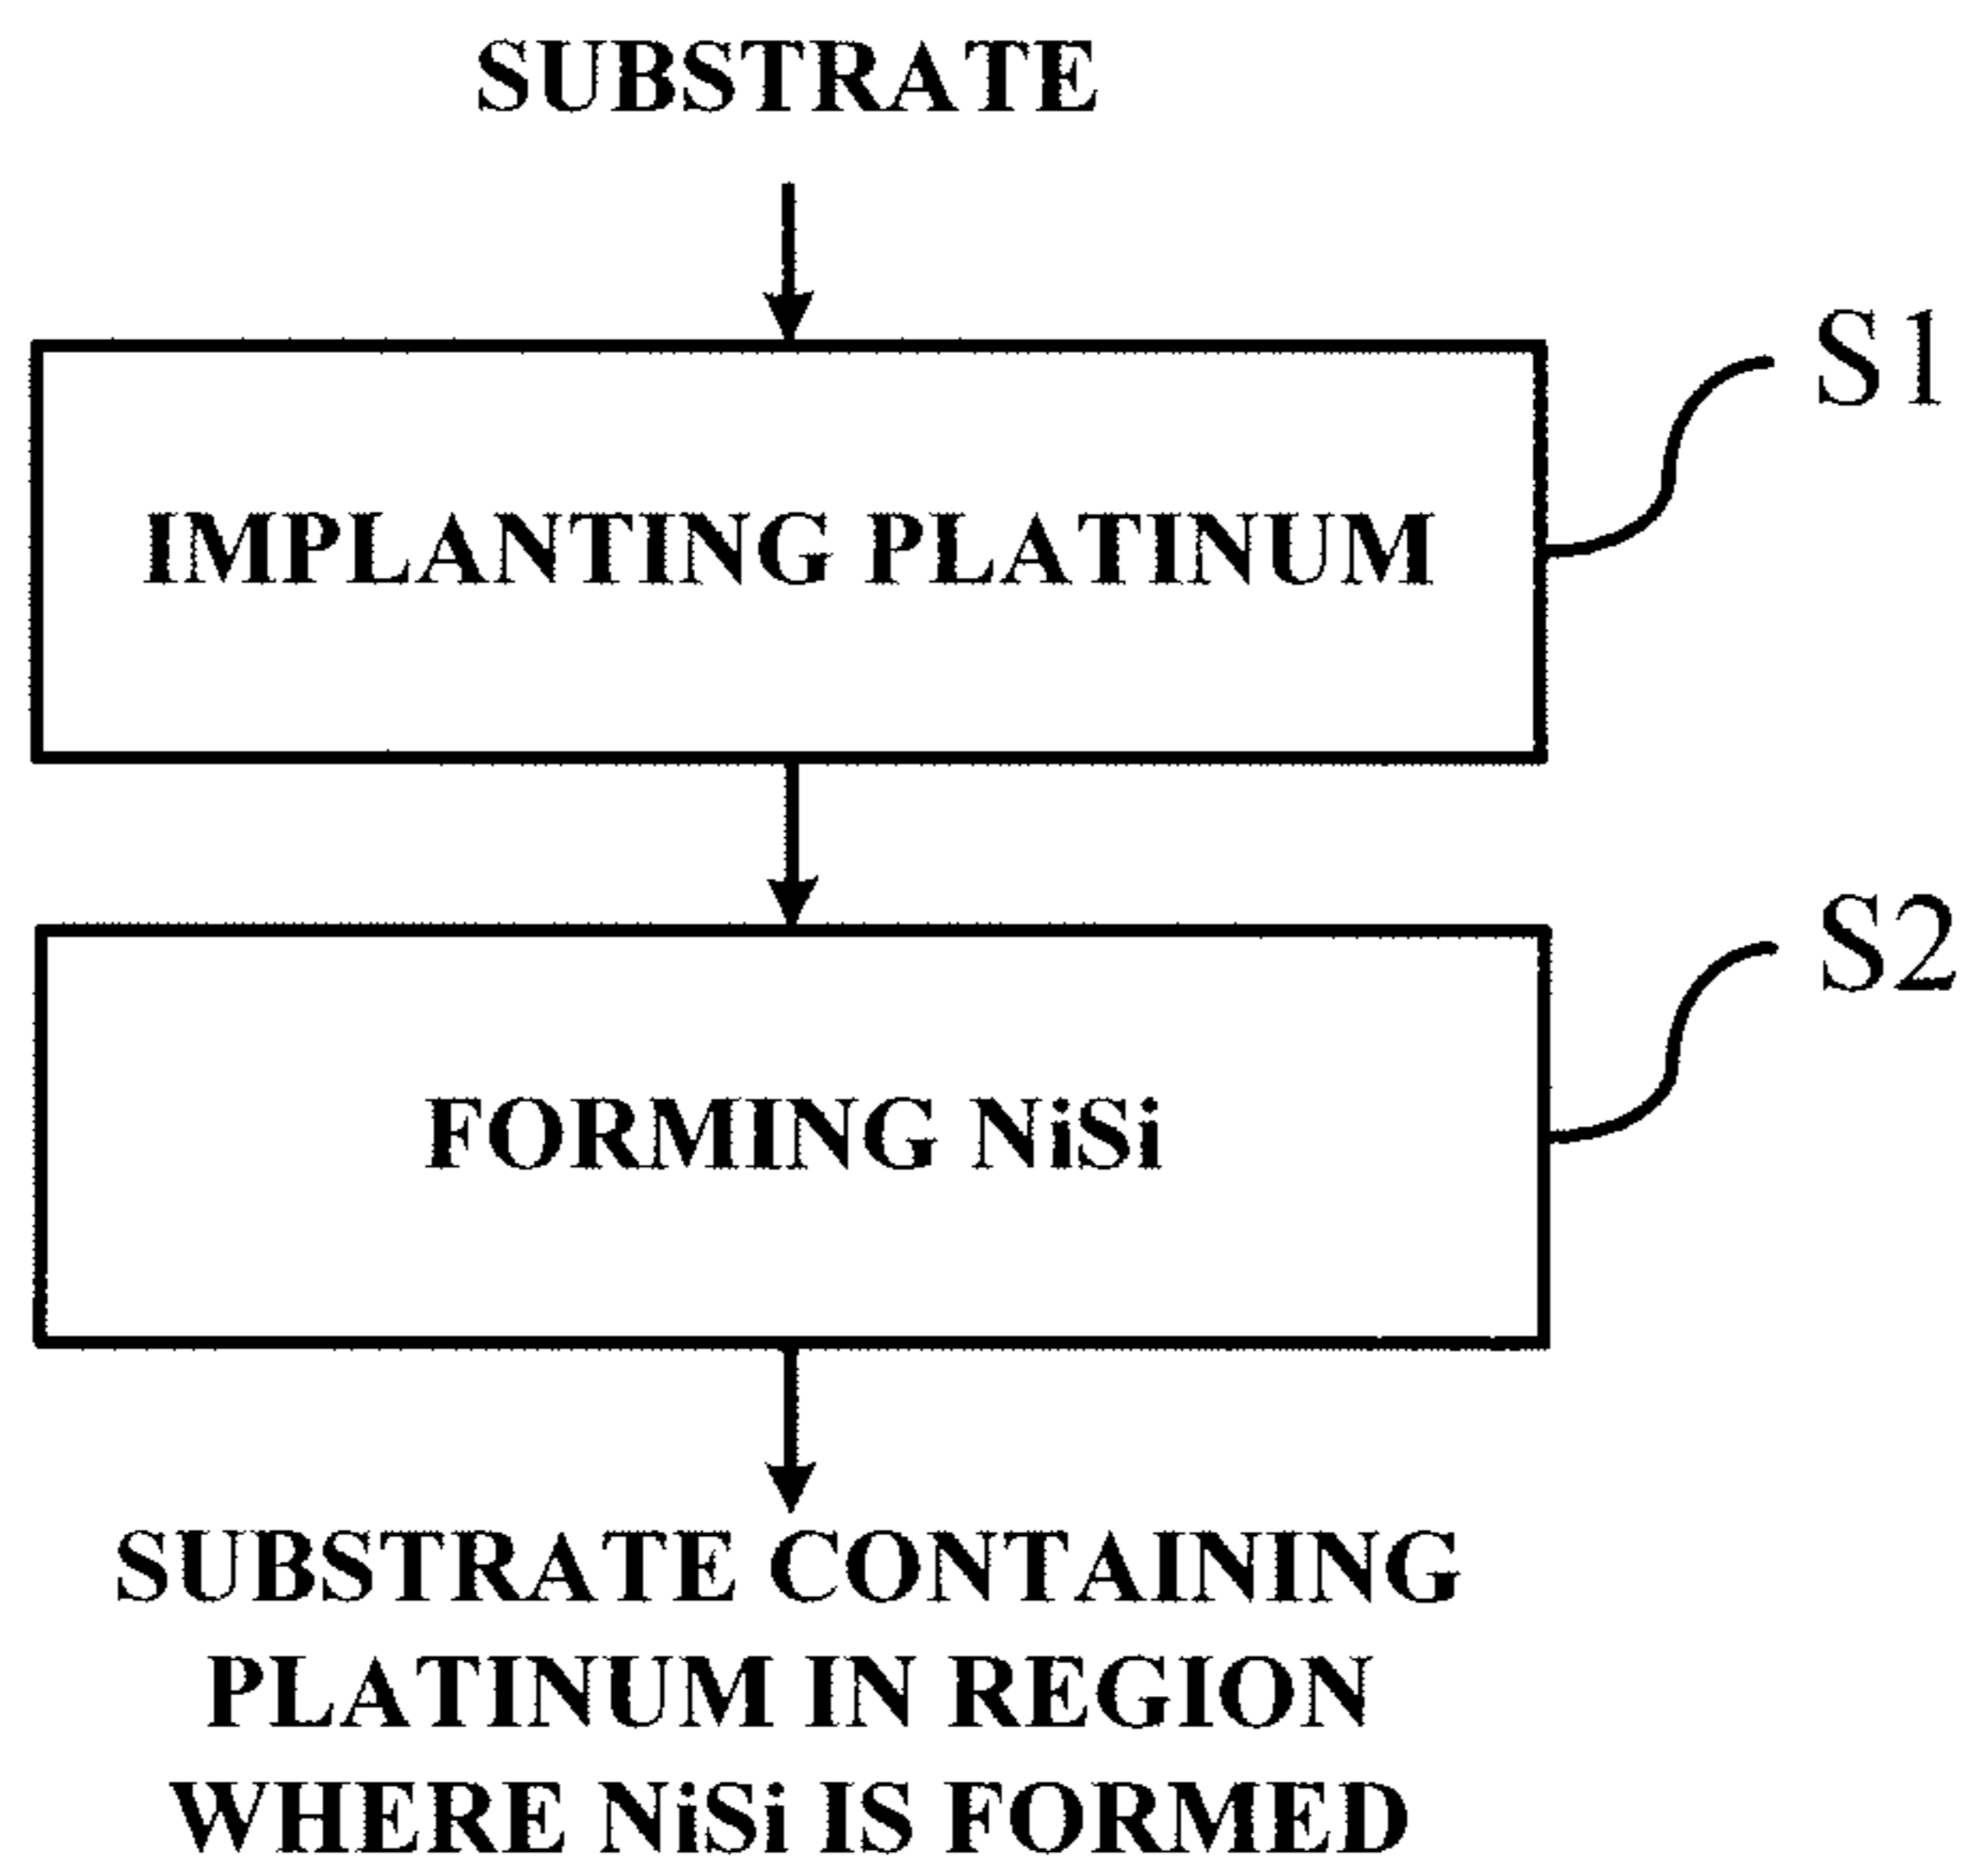 SUBSTRATE
S1
IMPLANTING PLATINUM
S2
FORMING NiSi
SUBSTRATE CONTAINING
PLATINUM IN REGION
WHERE NiSi IS FORMED